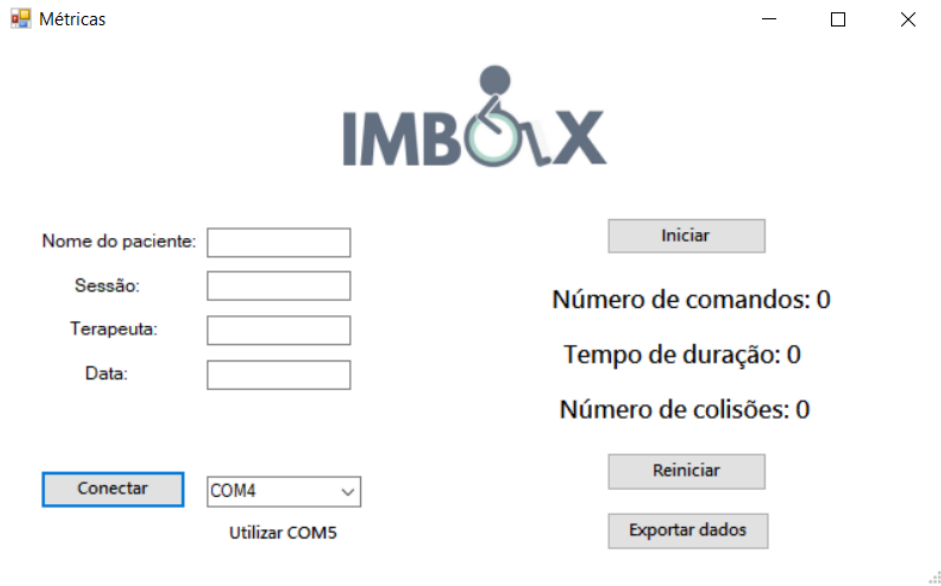 Métricas
IMBOX
Nome do paciente:
Sessão:
Terapeuta:
Data:
Conectar
COM4
Utilizar COM5
Iniciar
Número de comandos: 0
Tempo de duração: 0
Número de colisões: 0
Reiniciar
Exportar dados